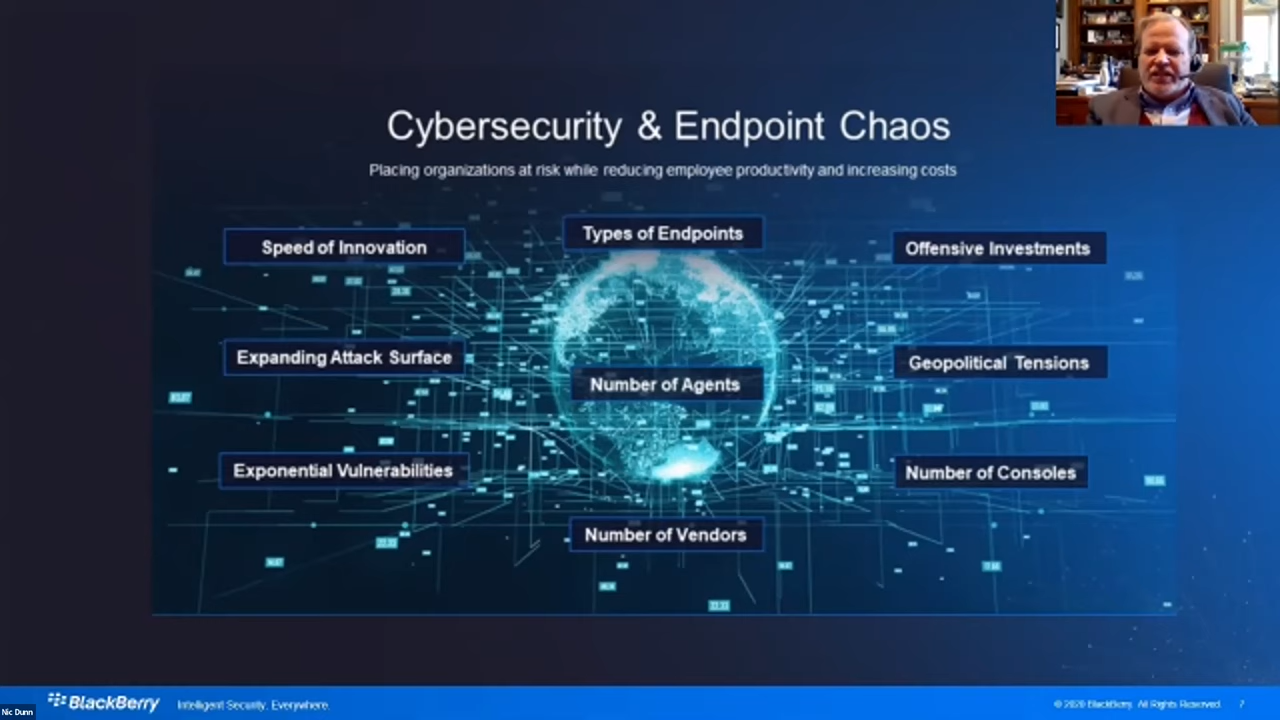 Cybersecurity & Endpoint Chaos
Placing organizations at risk while reducing employee productivity and increasing costs
Speed of Innovation
Types of Endpoints
Offensive Investments
Expanding Attack Surface
Number of Agents
Geopolitical Tensions
Exponential Vulnerabilities
Number of Consoles
Number of Vendors
BlackBerry
Intelligent Security. Everywhere.
© 2020 BlackBerry. All Rights Reserved.
7
Nic Dunn